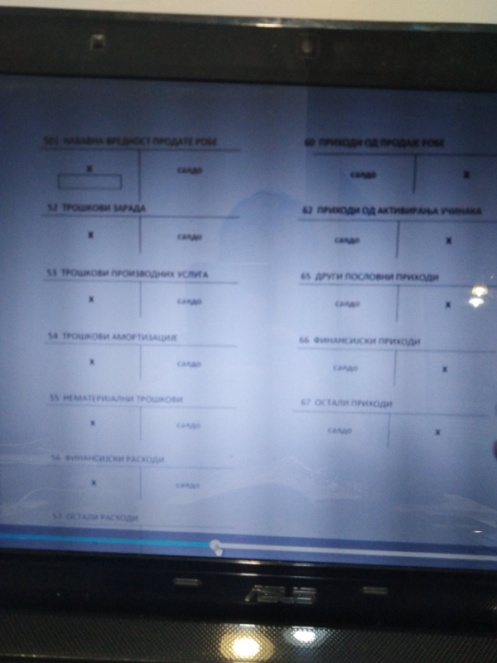 501 НАБАВНА ВРЕДНОСТ ПРОДАТЕ РОБЕ
X салдо
52 ТРОШКОВИ ЗАРАДА
X салдо
53 ТРОШКОВИ ПРОИЗВОДНИХ УСЛУГА
X салдо
54 ТРОШКОВИ АМОРТИЗАЦИЈЕ
X салдо
55 НЕМАТЕРИЈАЛНИ ТРОШКОВИ
X салдо
56 ФИНАНСИЈСКИ РАСХОДИ
X салдо
57 ОСТАЛИ РАСХОДИ
60 ПРИХОДИ ОД ПРОДАЈЕ РОБЕ
салдо X
62 ПРИХОДИ ОД АКТИВИРАЊА УЧИНАКА
салдо X
65 ДРУГИ ПОСЛОВНИ ПРИХОДИ
салдо X
66 ФИНАНСИЈСКИ ПРИХОДИ
салдо X
67 ОСТАЛИ ПРИХОДИ
салдо X
ASUS